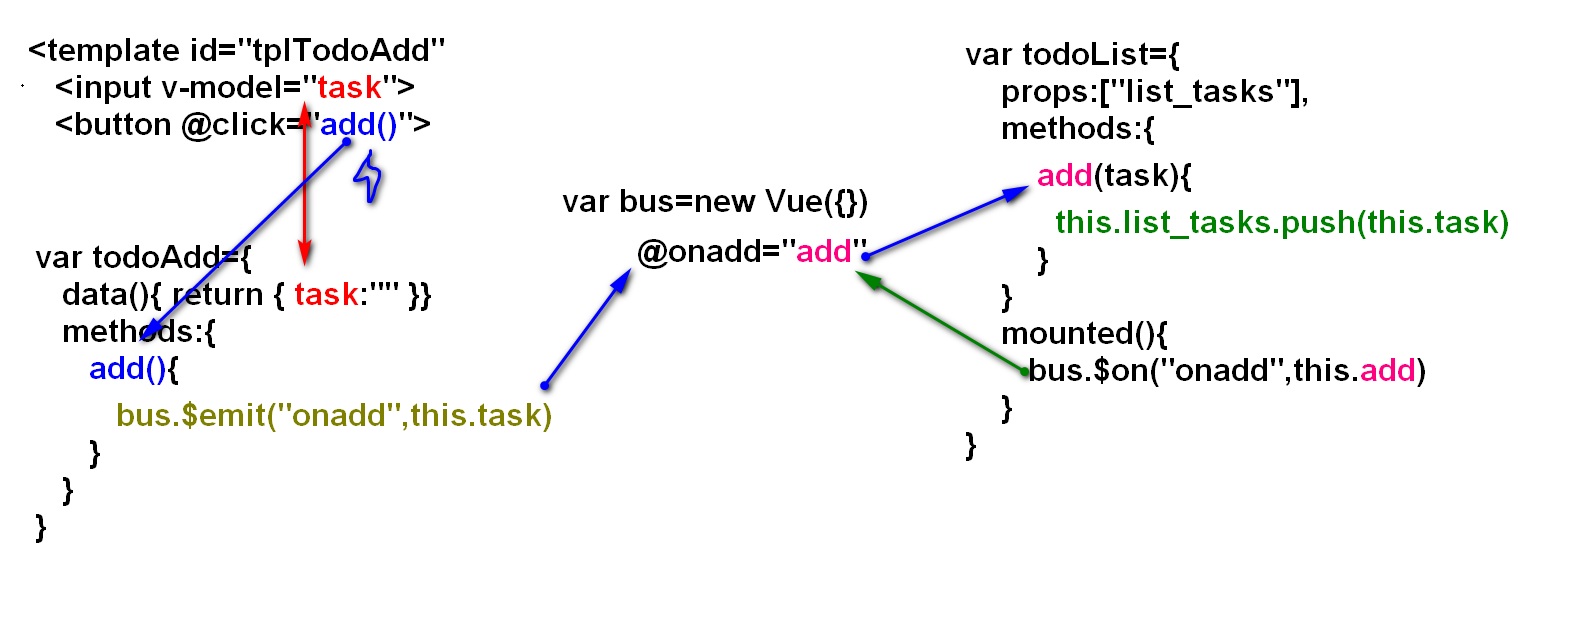 <template id="tplTodoAdd"
<input v-model="task">
<button @click="add()">
var todoAdd={
data(){ return { task:"" }}
methods:{
add(){
bus.$emit("onadd",this.task)
}
}
}
var bus=new Vue({})
@onadd="add"
var todoList={
props:["list_tasks"],
methods:{
add(task){
this.list_tasks.push(this.task)
}
}
mounted(){
bus.$on("onadd",this.add)
}
}